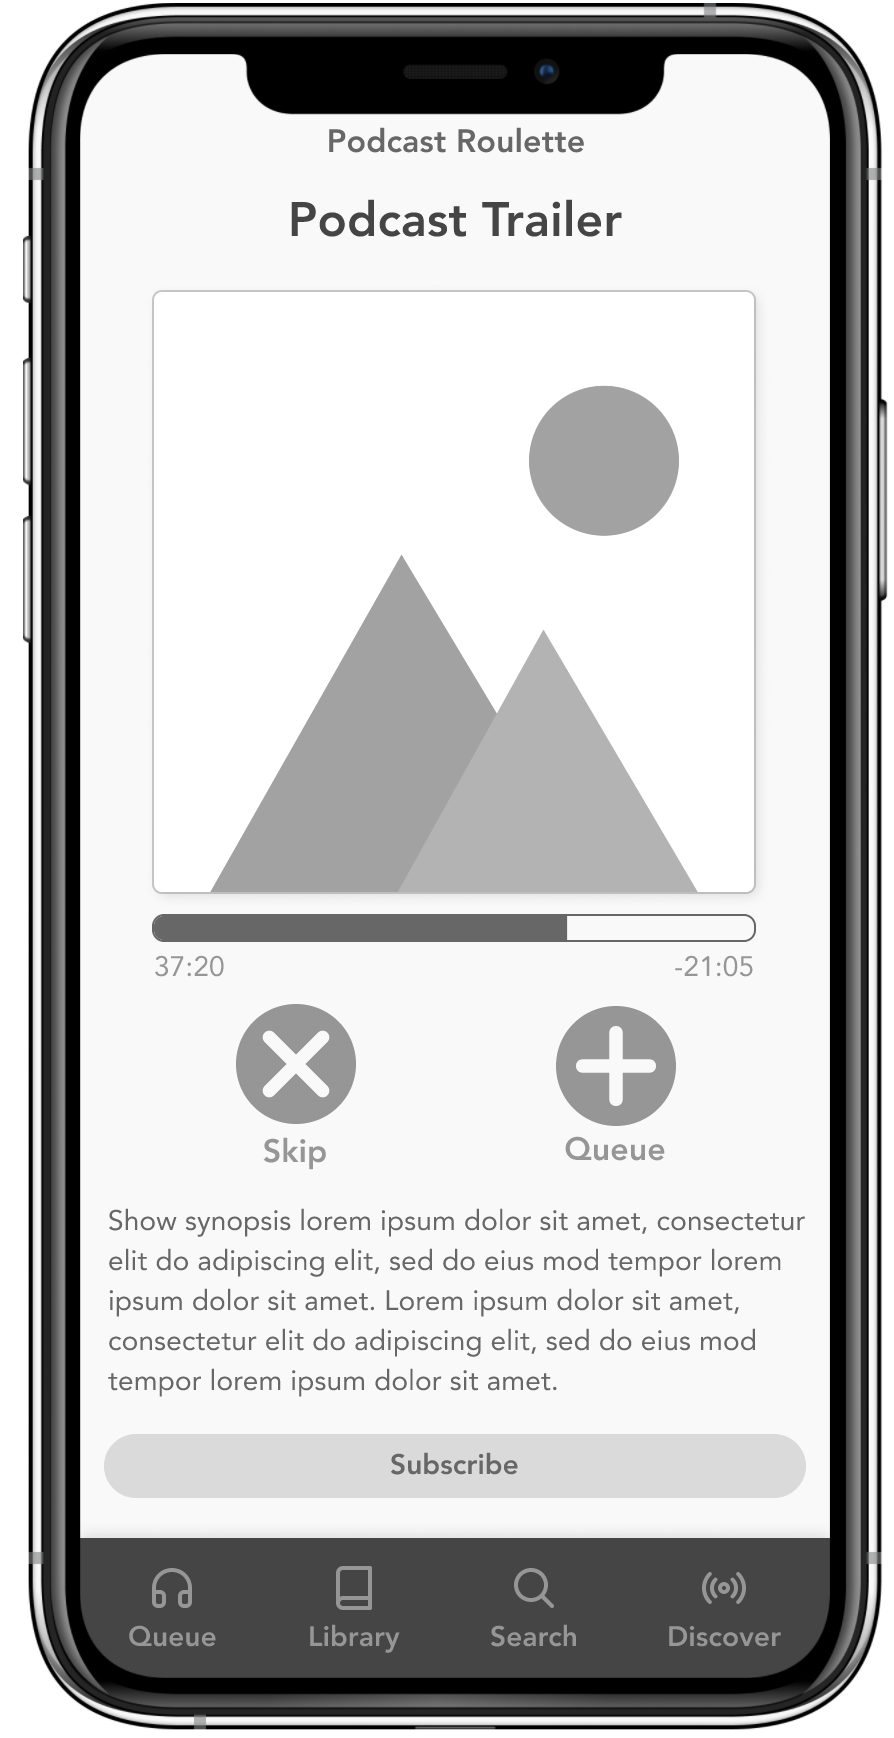 Podcast Roulette
Podcast Trailer
37:20
-21:05
Skip
Queue
Show synopsis lorem ipsum dolor sit amet, consectetur
elit do adipiscing elit, sed do eius mod tempor lorem
ipsum dolor sit amet. Lorem ipsum dolor sit amet,
consectetur elit do adipiscing elit, sed do eius mod
tempor lorem ipsum dolor sit amet.
Subscribe
Queue
Library
Search
Discover